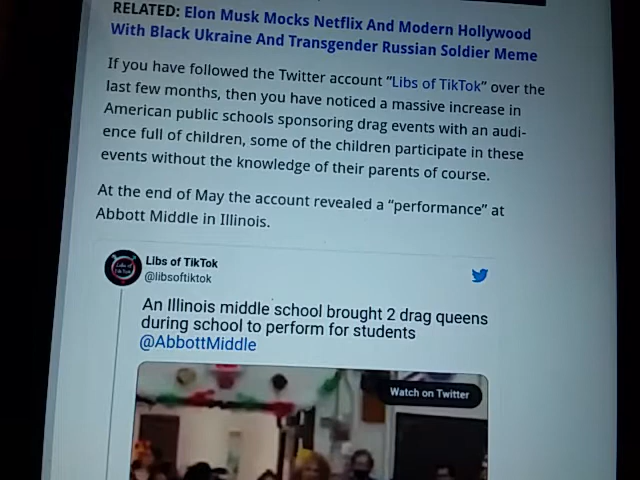 RELATED: Elon Musk Mocks Netflix And Modern Hollywood
With Black Ukraine And Transgender Russian Soldier Meme
If you have followed the Twitter account “Libs of TikTok” over the
last few months, then you have noticed a massive increase in
American public schools sponsoring drag events with an audi-
ence full of children, some of the children participate in these
events without the knowledge of their parents of course.
At the end of May the account revealed a “performance” at
Abbott Middle in Illinois.
Libs of TikTok
@libsoftiktok
An Illinois middle school brought 2 drag queens
during school to perform for students
@AbbottMiddle
Watch on Twitter